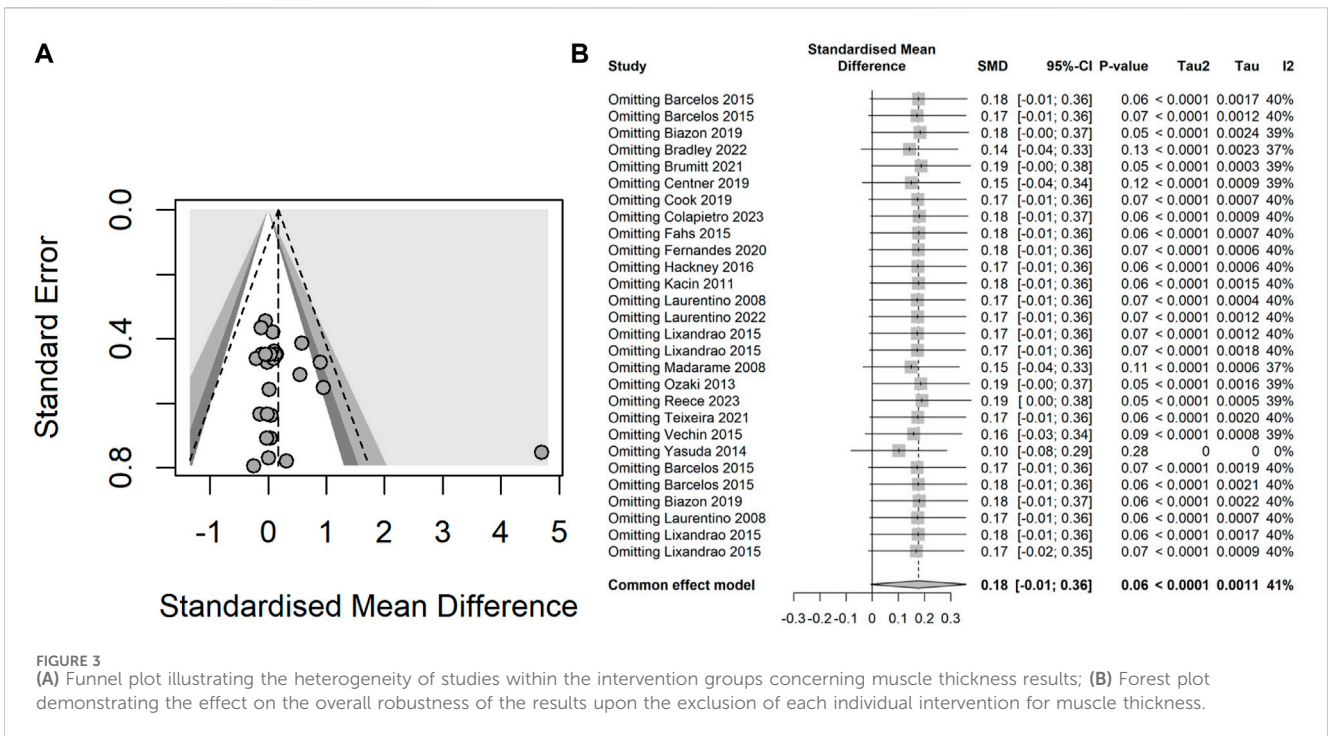 A
B
Standard Error
0.0
0.4
0.8
-1 0 1 2 3 4 5
Standardised Mean Difference
Standardised Mean
Study Difference SMD 95%-CI P-value Tau2 Tau I2
Omitting Barcelos 2015 0.18 [-0.01; 0.36] 0.06 < 0.0001 0.0017 40%
Omitting Barcelos 2015 0.17 [-0.01; 0.36] 0.07 < 0.0001 0.0012 40%
Omitting Biazon 2019 0.18 [-0.00; 0.37] 0.05 < 0.0001 0.0024 39%
Omitting Bradley 2022 0.14 [-0.04; 0.33] 0.13 < 0.0001 0.0023 37%
Omitting Brumitt 2021 0.19 [-0.00; 0.38] 0.05 < 0.0001 0.0003 39%
Omitting Centner 2019 0.15 [-0.04; 0.34] 0.12 < 0.0001 0.0009 39%
Omitting Cook 2019 0.17 [-0.01; 0.36] 0.07 < 0.0001 0.0007 40%
Omitting Colapietro 2023 0.18 [-0.01; 0.37] 0.06 < 0.0001 0.0009 40%
Omitting Fahs 2015 0.18 [-0.01; 0.36] 0.06 < 0.0001 0.0007 40%
Omitting Fernandes 2020 0.18 [-0.01; 0.36] 0.07 < 0.0001 0.0006 40%
Omitting Hackney 2016 0.17 [-0.01; 0.36] 0.06 < 0.0001 0.0006 40%
Omitting Kacin 2011 0.18 [-0.01; 0.36] 0.06 < 0.0001 0.0015 40%
Omitting Laurentino 2008 0.17 [-0.01; 0.36] 0.07 < 0.0001 0.0004 40%
Omitting Laurentino 2022 0.17 [-0.01; 0.36] 0.07 < 0.0001 0.0012 40%
Omitting Lixandrao 2015 0.17 [-0.01; 0.36] 0.07 < 0.0001 0.0012 40%
Omitting Lixandrao 2015 0.17 [-0.01; 0.36] 0.07 < 0.0001 0.0018 40%
Omitting Madarame 2008 0.15 [-0.04; 0.33] 0.11 < 0.0001 0.0006 37%
Omitting Ozaki 2013 0.19 [-0.00; 0.37] 0.05 < 0.0001 0.0016 39%
Omitting Reece 2023 0.19 [ 0.00; 0.38] 0.05 < 0.0001 0.0005 39%
Omitting Teixeira 2021 0.17 [-0.01; 0.36] 0.06 < 0.0001 0.0020 40%
Omitting Vechin 2015 0.16 [-0.03; 0.34] 0.09 < 0.0001 0.0008 39%
Omitting Yasuda 2014 0.10 [-0.08; 0.29] 0.28 0 0 0%
Omitting Barcelos 2015 0.17 [-0.01; 0.36] 0.07 < 0.0001 0.0019 40%
Omitting Barcelos 2015 0.18 [-0.01; 0.36] 0.06 < 0.0001 0.0021 40%
Omitting Biazon 2019 0.18 [-0.01; 0.37] 0.06 < 0.0001 0.0022 40%
Omitting Laurentino 2008 0.17 [-0.01; 0.36] 0.06 < 0.0001 0.0007 40%
Omitting Lixandrao 2015 0.18 [-0.01; 0.36] 0.06 < 0.0001 0.0017 40%
Omitting Lixandrao 2015 0.17 [-0.02; 0.35] 0.07 < 0.0001 0.0009 40%
Common effect model 0.18 [-0.01; 0.36] 0.06 < 0.0001 0.0011 41%
-0.3 -0.2 -0.1 0 0.1 0.2 0.3
FIGURE 3
(A) Funnel plot illustrating the heterogeneity of studies within the intervention groups concerning muscle thickness results; (B) Forest plot
demonstrating the effect on the overall robustness of the results upon the exclusion of each individual intervention for muscle thickness.